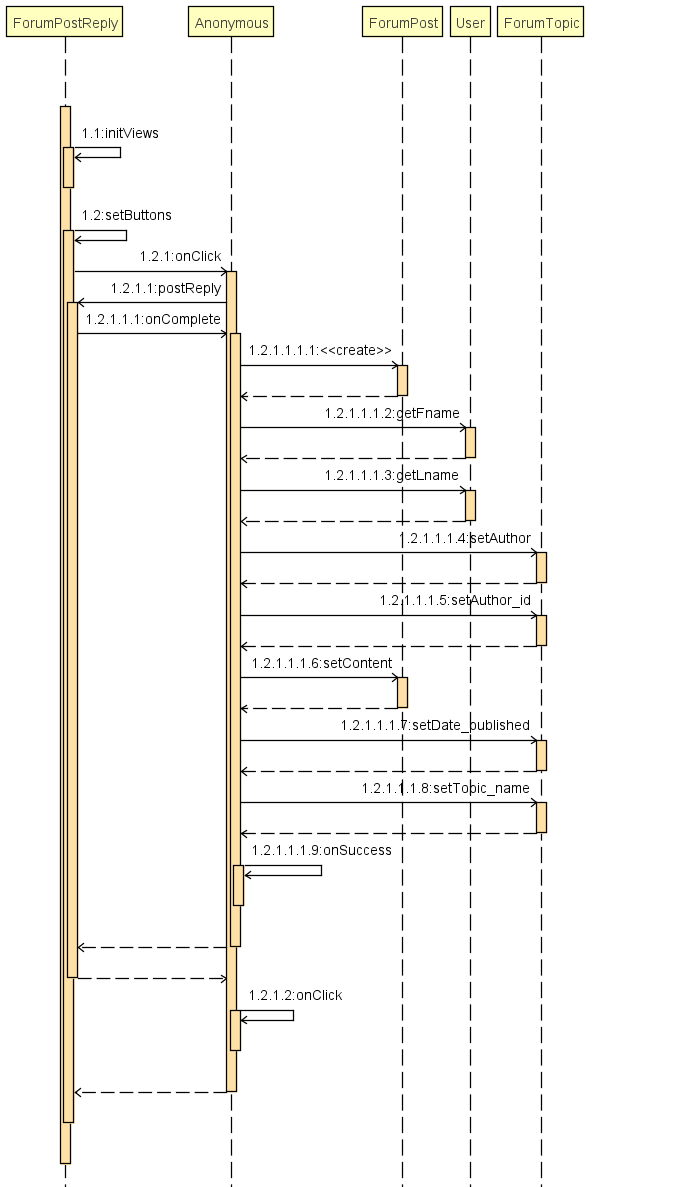 ForumPostReply Anonymous ForumPost User ForumTopic
1.1:initViews
1.2:setButtons
1.2.1:onClick
1.2.1.1:postReply
1.2.1.1.1:onComplete
1.2.1.1.1.1:<<create>>
1.2.1.1.1.2:getFname
1.2.1.1.1.3:getLname
1.2.1.1.1.4:setAuthor
1.2.1.1.1.5:setAuthor_id
1.2.1.1.1.6:setContent
1.2.1.1.1.7:setDate_published
1.2.1.1.1.8:setTopic_name
1.2.1.1.1.9:onSuccess
1.2.1.2:onClick